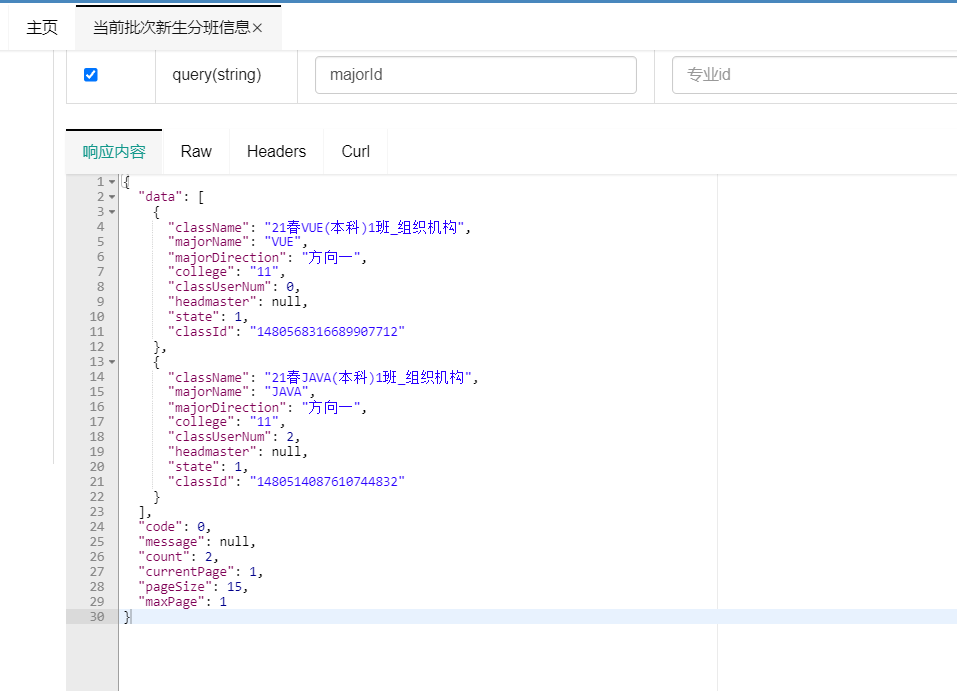 主页 当前批次新生分班信息×
query(string) majorId 专业id
响应内容 Raw Headers Curl
1 {
2 "data": [
3 {
4 "className": "21春VUE(本科)1班_组织机构",
5 "majorName": "VUE",
6 "majorDirection": "方向一",
7 "college": "11",
8 "classUserNum": 0,
9 "headmaster": null,
10 "state": 1,
11 "classId": "1480568316689907712"
12 },
13 {
14 "className": "21春JAVA(本科)1班_组织机构",
15 "majorName": "JAVA",
16 "majorDirection": "方向一",
17 "college": "11",
18 "classUserNum": 2,
19 "headmaster": null,
20 "state": 1,
21 "classId": "1480514087610744832"
22 }
23 ],
24 "code": 0,
25 "message": null,
26 "count": 2,
27 "currentPage": 1,
28 "pageSize": 15,
29 "maxPage": 1
30 }